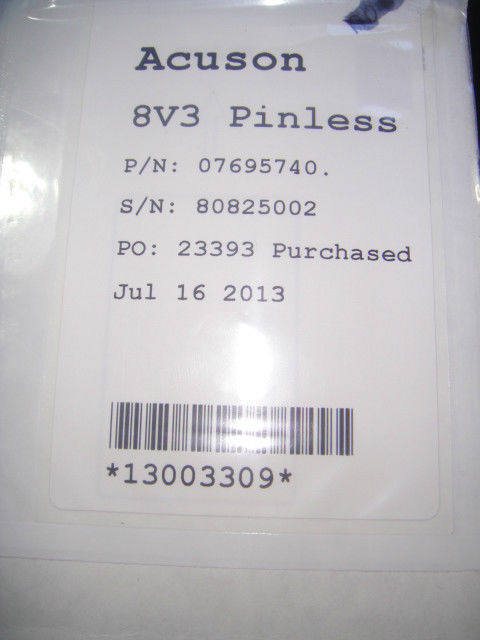 Acuson
8V3 Pinless
P/N: 07695740.
S/N: 80825002
PO: 23393 Purchased
Jul 16 2013
*13003309*